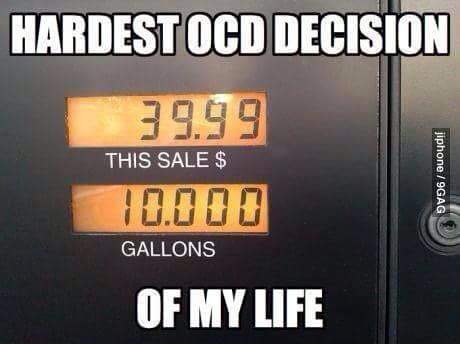 HARDEST OCD DECISION
39.99
THIS SALE $
10.000
GALLONS
OF MY LIFE
jiphone / 9GAG